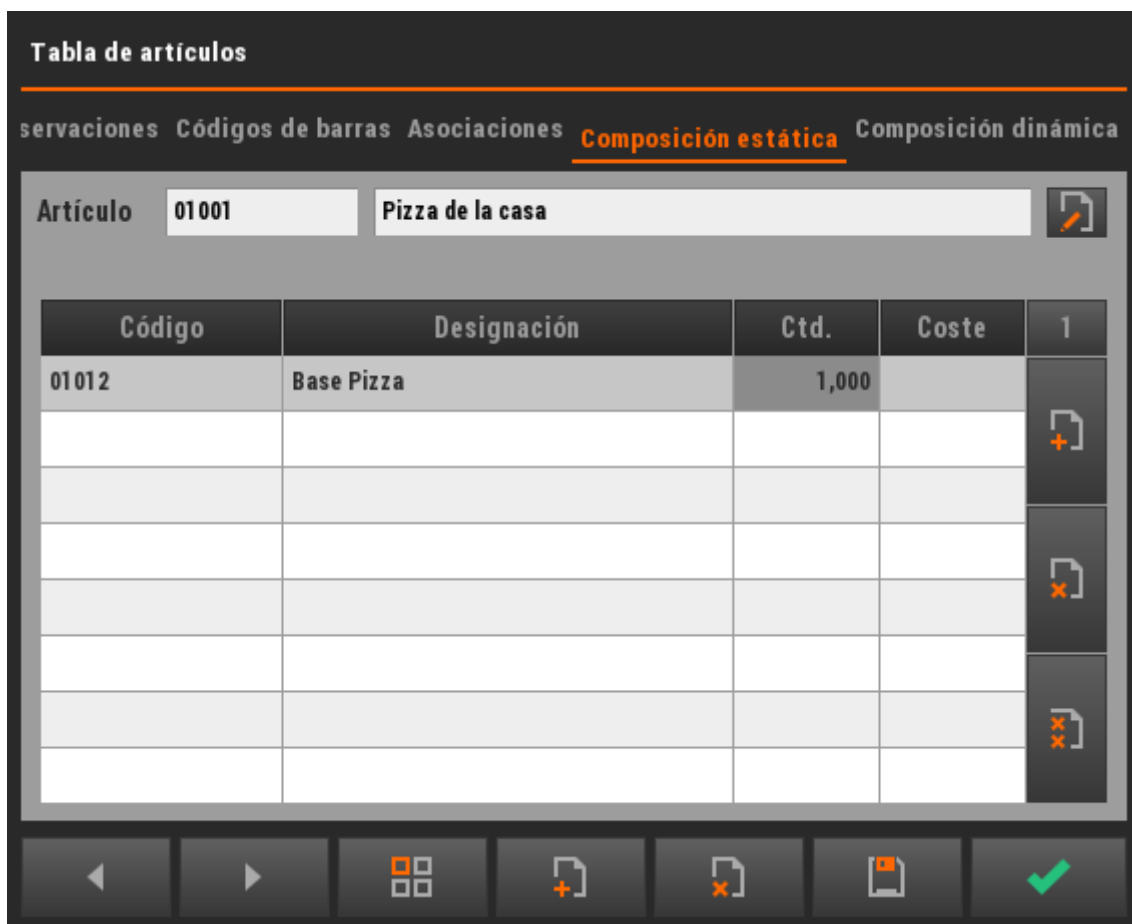 Tabla de artículos
servaciones Códigos de barras Asociaciones Composición estática Composición dinámica
Artículo 01001 Pizza de la casa
Código Designación Ctd. Coste 1
01012 Base Pizza 1,000